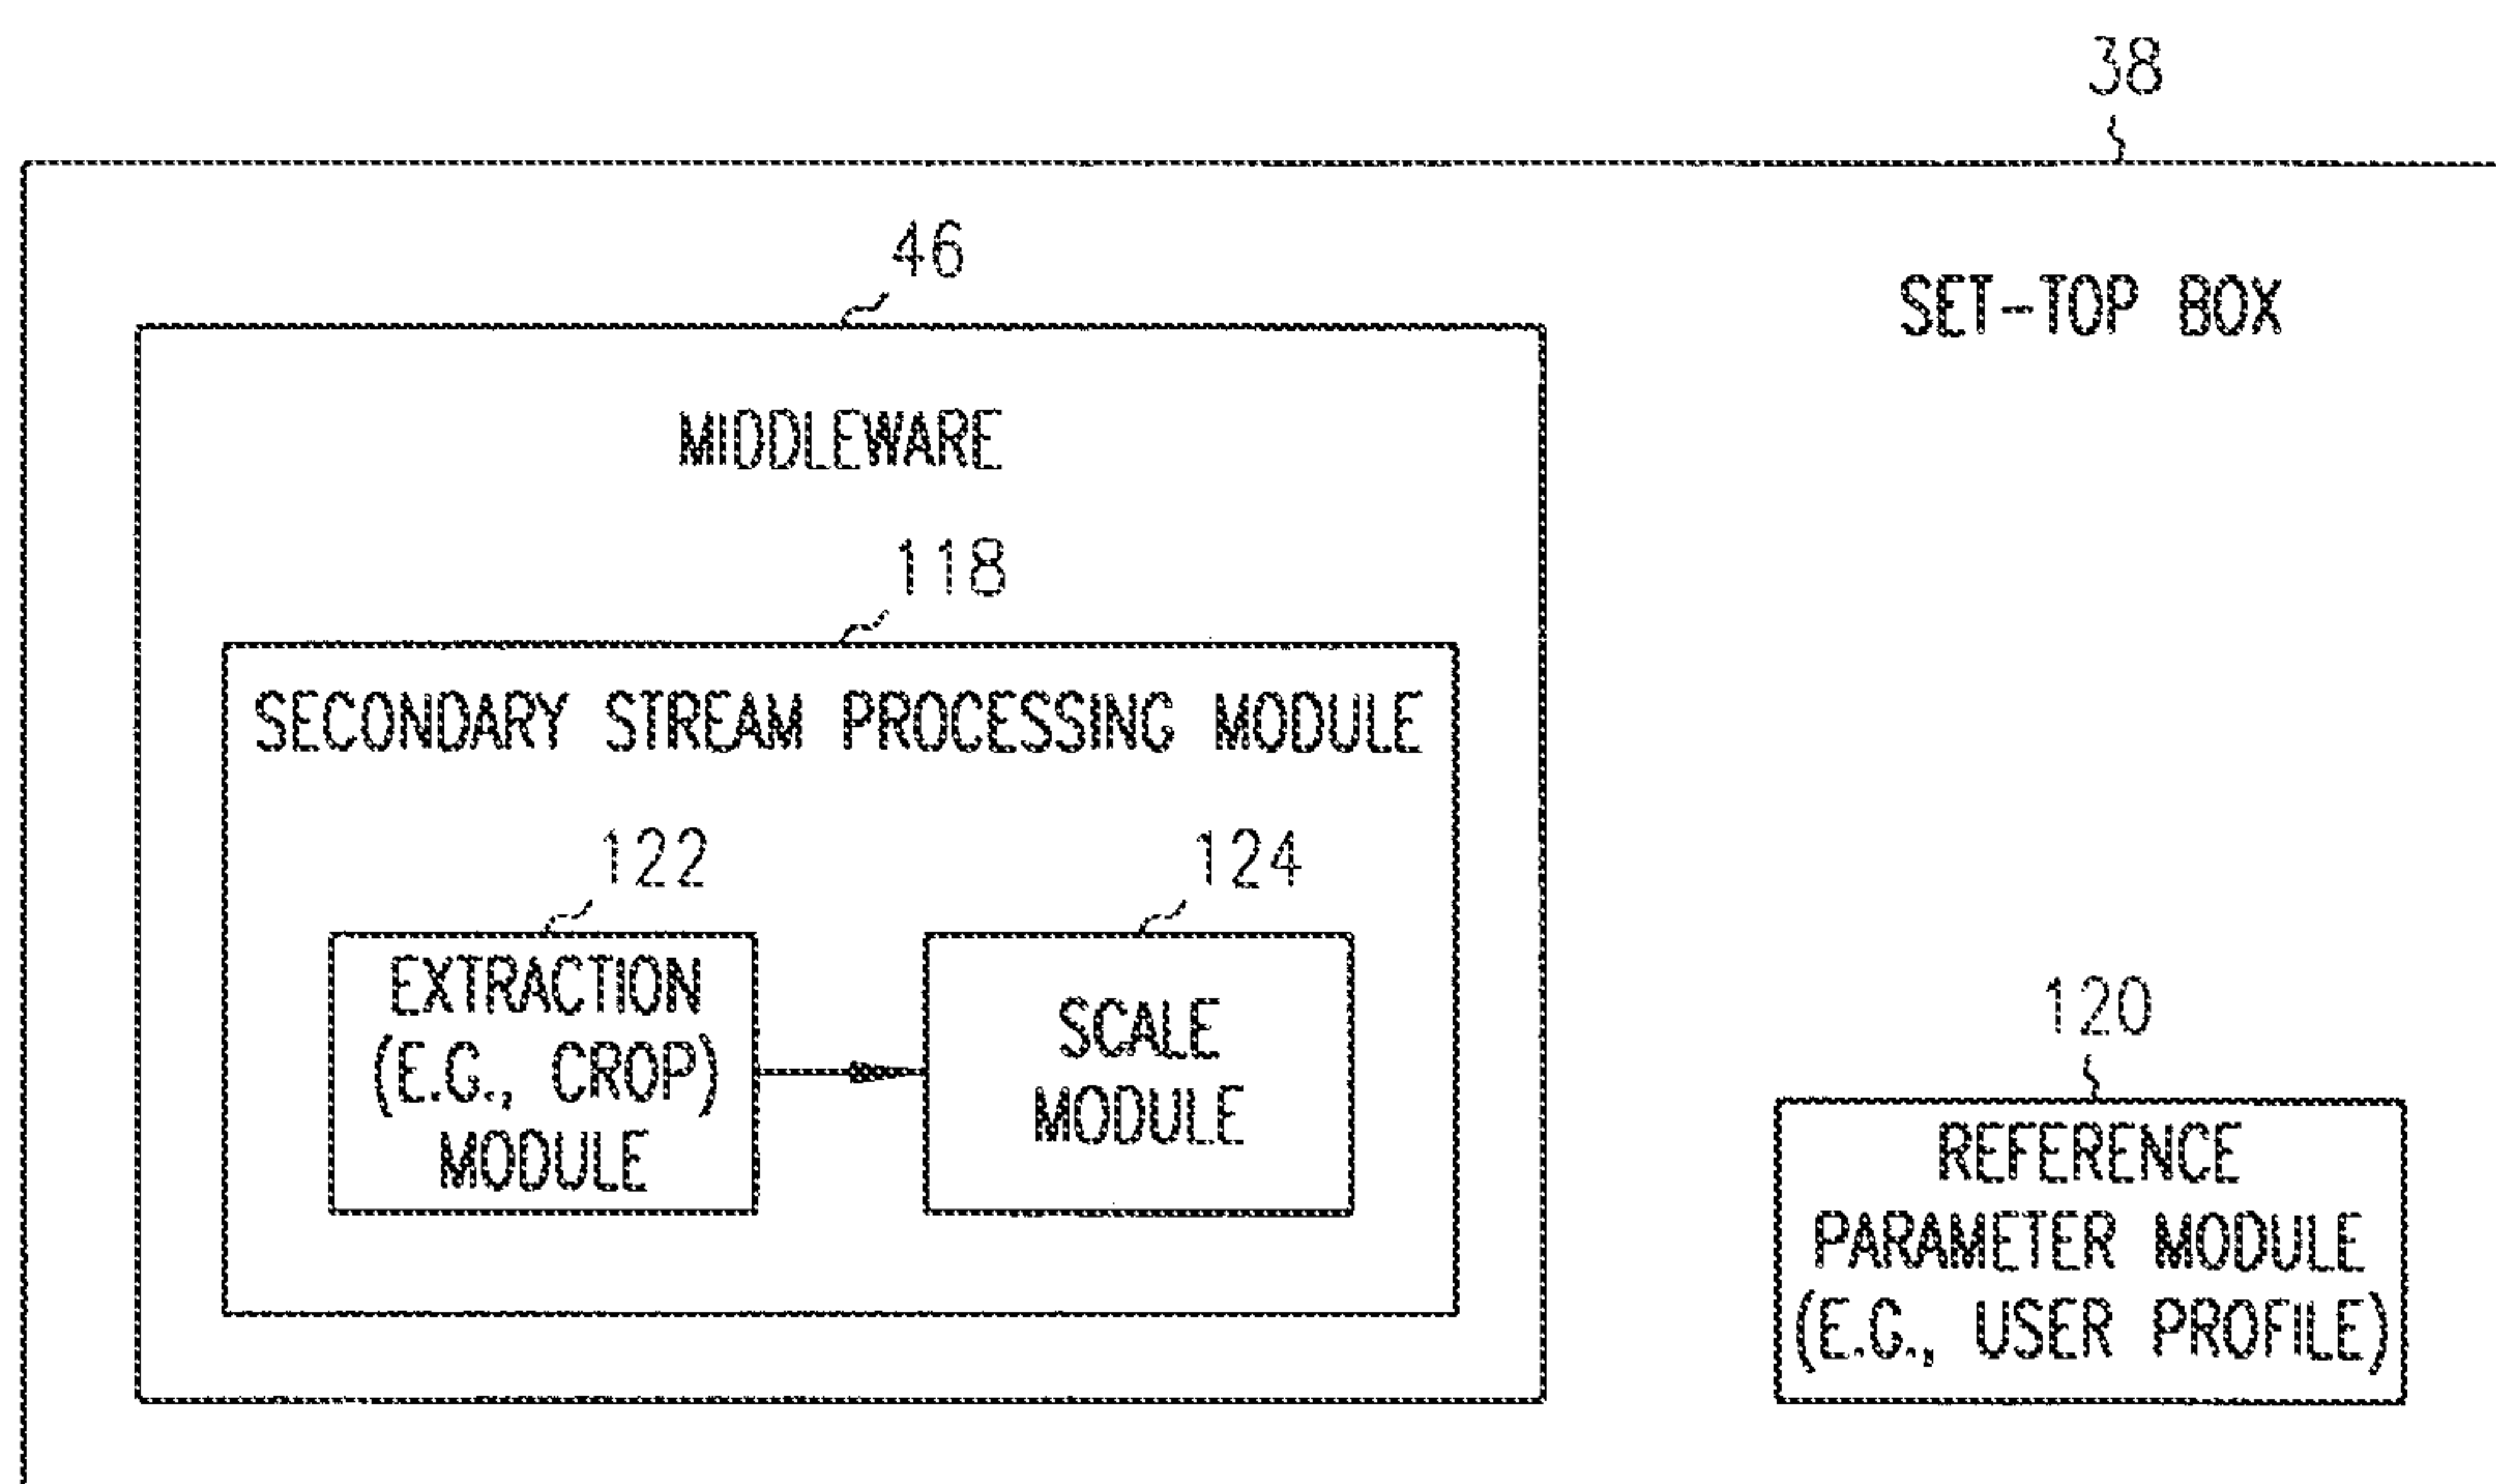 38
SET-TOP BOX
46
MIDDLEWARE
118
SECONDARY STREAM PROCESSING MODULE
122
EXTRACTION
(E.G., CROP)
MODULE
124
SCALE
MODULE
120
REFERENCE
PARAMETER MODULE
(E.G., USER PROFILE)